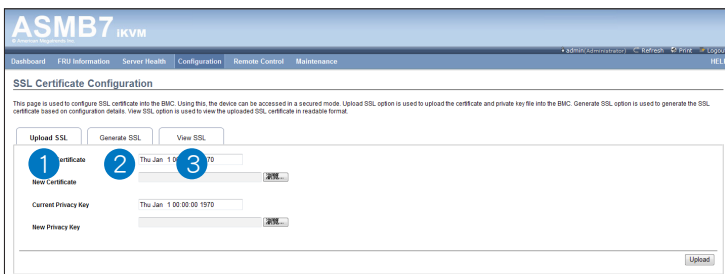 ASMB7 iKVM
© American Megatrends Inc.
• admin(Administrator) Refresh Print Logout
Dashboard FRU Information Server Health Configuration Remote Control Maintenance HELP
SSL Certificate Configuration
This page is used to configure SSL certificate into the BMC. Using this, the device can be accessed in a secured mode. Upload SSL option is used to upload the certificate and private key file into the BMC. Generate SSL option is used to generate the SSL
certificate based on configuration details. View SSL option is used to view the uploaded SSL certificate in readable format.
Upload SSL Generate SSL View SSL
1 2 3
Certificate Thu Jan 1 00 1970
New Certificate 瀏覽...
Current Privacy Key Thu Jan 1 00:00:00 1970
New Privacy Key 瀏覽...
Upload